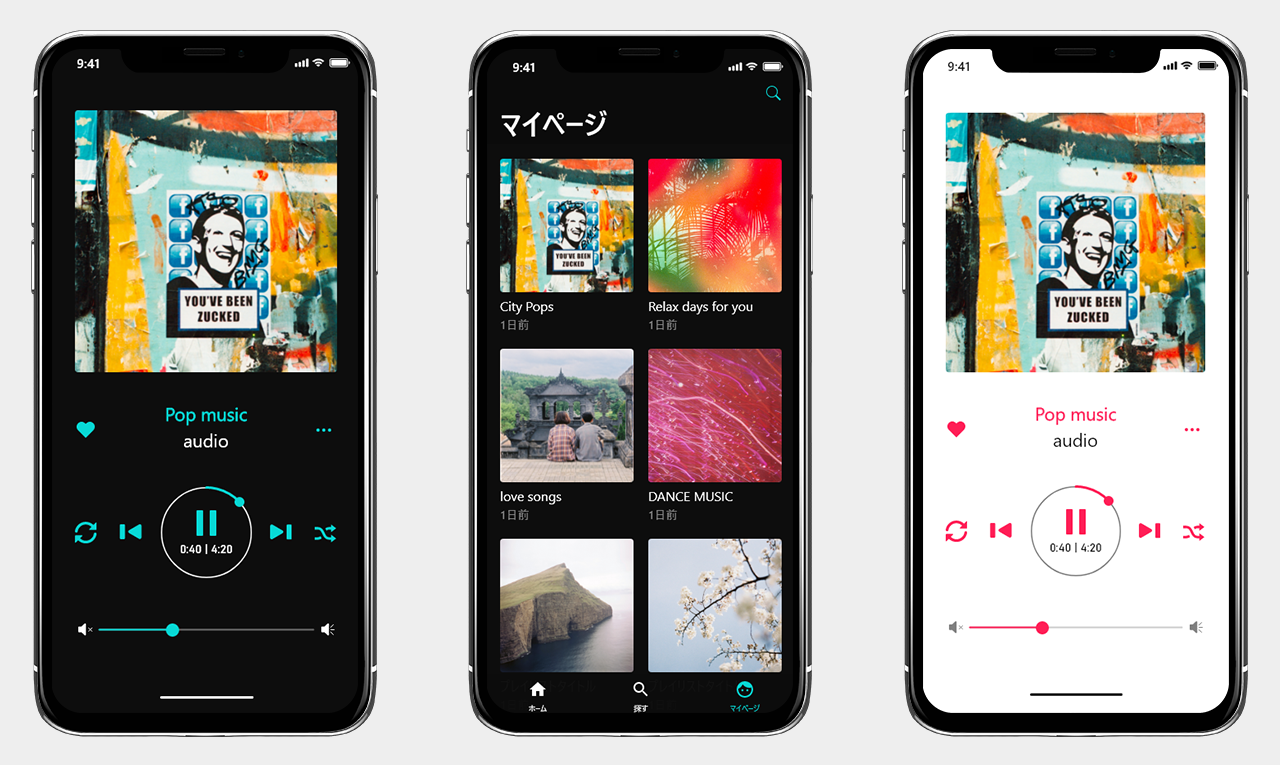 9:41
YOU'VE BEEN
ZUCKED
Pop music
audio
0:40 | 4:20
9:41
マイページ
YOU'VE BEEN
ZUCKED
City Pops
1日前
Relax days for you
1日前
love songs
1日前
DANCE MUSIC
1日前
ホーム
探す
マイページ
9:41
YOU'VE BEEN
ZUCKED
Pop music
audio
0:40 | 4:20